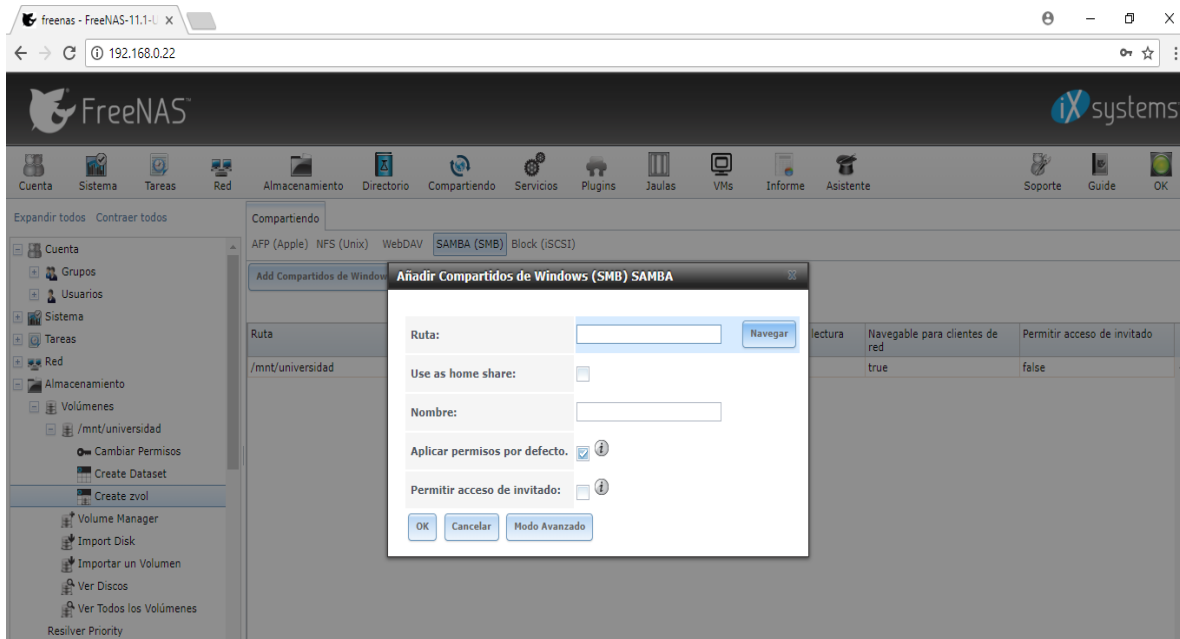 freenas - FreeNAS-11.1-U
192.168.0.22
FreeNAS™
iX systems
Cuenta Sistema Tareas Red Almacenamiento Directorio Compartiendo Servicios Plugins Jaulas VMs Informe Asistente Soporte Guide OK
Expandir todos Contraer todos
Cuenta
Grupos
Usuarios
Sistema
Tareas
Red
Almacenamiento
Volúmenes
/mnt/universidad
Cambiar Permisos
Create Dataset
Create zvol
Volume Manager
Import Disk
Importar un Volumen
Ver Discos
Ver Todos los Volúmenes
Resilver Priority
Compartiendo
AFP (Apple) NFS (Unix) WebDAV SAMBA (SMB) Block (iSCSI)
Add Compartidos de Window
Ruta lectura Navegable para clientes de red Permitir acceso de invitado
/mnt/universidad true false
Añadir Compartidos de Windows (SMB) SAMBA
Ruta: Navegar
Use as home share:
Nombre:
Aplicar permisos por defecto.
Permitir acceso de invitado:
OK Cancelar Modo Avanzado